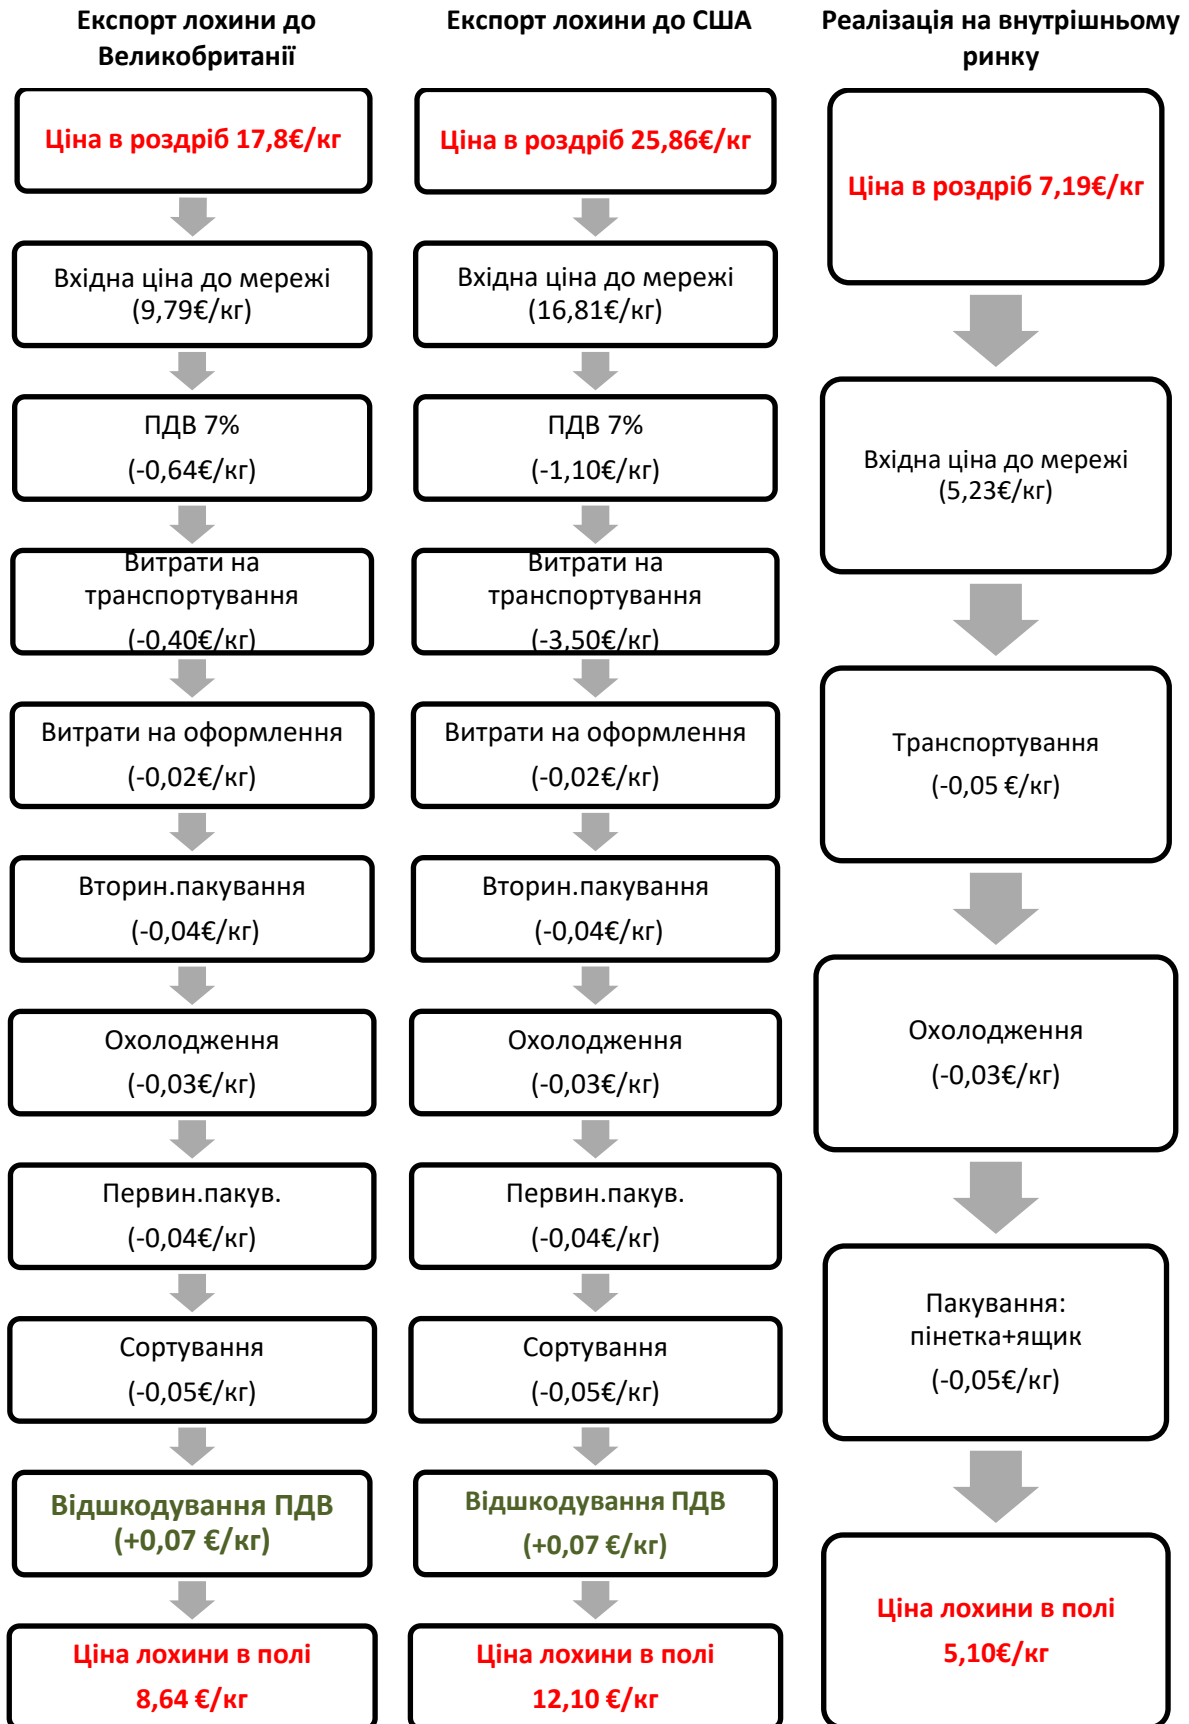 Експорт лохини до
Великобританії
Ціна в роздріб 17,8€/кг
Вхідна ціна до мережі
(9,79€/кг)
ПДВ 7%
(-0,64€/кг)
Витрати на
транспортування
(-0,40€/кг)
Витрати на оформлення
(-0,02€/кг)
Вторин.пакування
(-0,04€/кг)
Охолодження
(-0,03€/кг)
Первин.пакув.
(-0,04€/кг)
Сортування
(-0,05€/кг)
Відшкодування ПДВ
(+0,07 €/кг)
Ціна лохини в полі
8,64 €/кг
Експорт лохини до США
Ціна в роздріб 25,86€/кг
Вхідна ціна до мережі
(16,81€/кг)
ПДВ 7%
(-1,10€/кг)
Витрати на
транспортування
(-3,50€/кг)
Витрати на оформлення
(-0,02€/кг)
Вторин.пакування
(-0,04€/кг)
Охолодження
(-0,03€/кг)
Первин.пакув.
(-0,04€/кг)
Сортування
(-0,05€/кг)
Відшкодування ПДВ
(+0,07 €/кг)
Ціна лохини в полі
12,10 €/кг
Реалізація на внутрішньому
ринку
Ціна в роздріб 7,19€/кг
Вхідна ціна до мережі
(5,23€/кг)
Транспортування
(-0,05 €/кг)
Охолодження
(-0,03€/кг)
Пакування:
пінетка+ящик
(-0,05€/кг)
Ціна лохини в полі
5,10€/кг